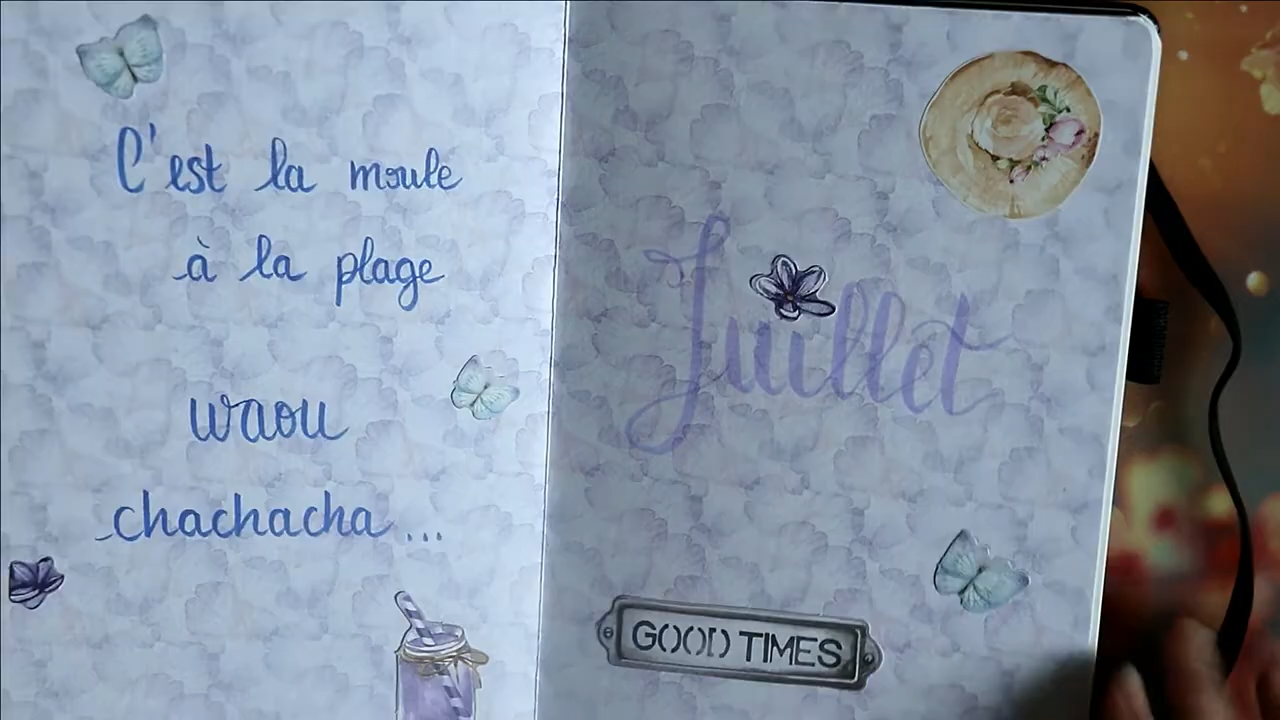 C'est la moule
à la plage
waou
chachacha...
Juillet
GOOD TIMES